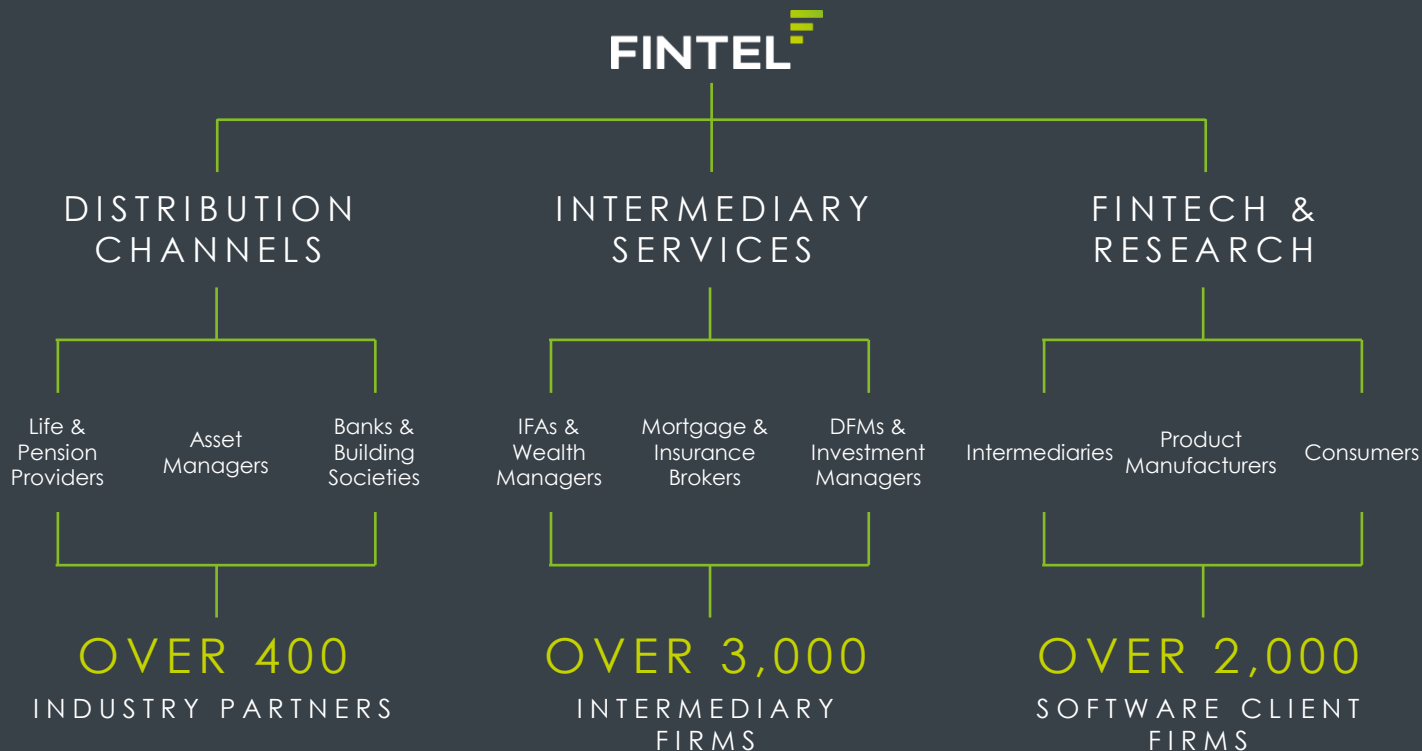 FINTEL
DISTRIBUTION
CHANNELS
INTERMEDIARY
SERVICES
FINTECH &
RESEARCH
Life &
Pension
Providers
Asset
Managers
Banks &
Building
Societies
IFAs &
Wealth
Managers
Mortgage &
Insurance
Brokers
DFMs &
Investment
Managers
Intermediaries
Product
Manufacturers
Consumers
OVER 400
INDUSTRY PARTNERS
OVER 3,000
INTERMEDIARY
FIRMS
OVER 2,000
SOFTWARE CLIENT
FIRMS